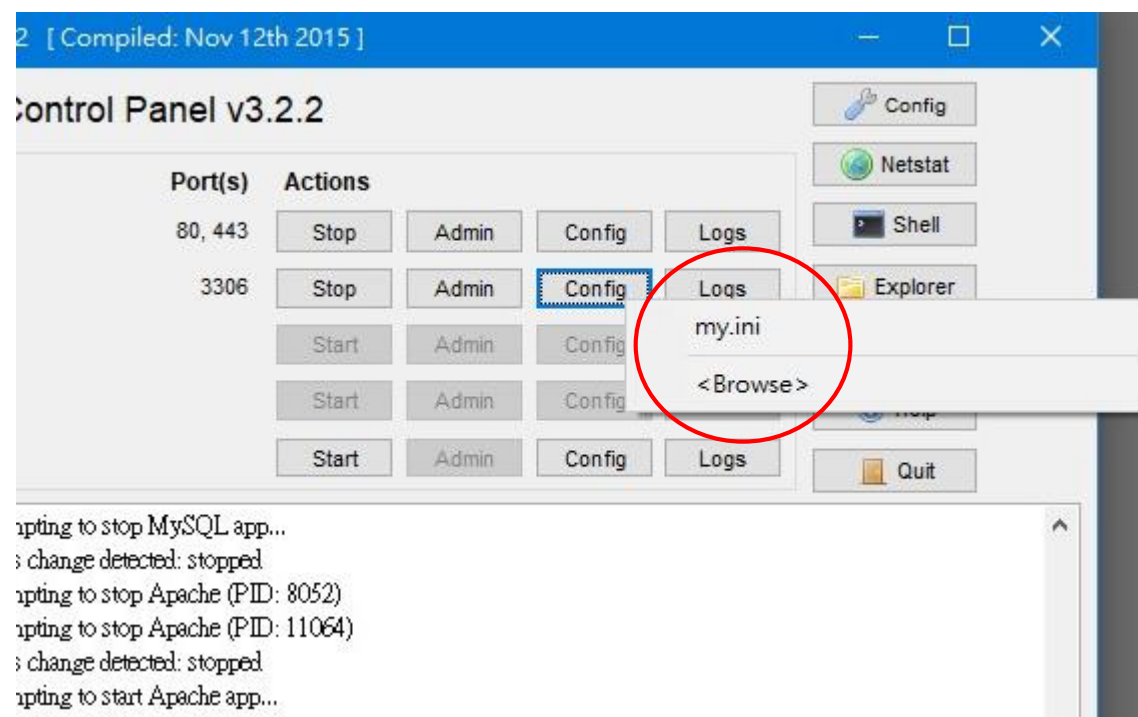 2 [ Compiled: Nov 12th 2015 ]
Control Panel v3.2.2
Config
Netstat
Port(s) Actions
80, 443 Stop Admin Config Logs
Shell
3306 Stop Admin Config Logs
Explorer
my.ini
Start Admin Config
<Browse>
Start Admin Config
Help
Start Admin Config Logs
Quit
mpting to stop MySQL app...
s change detected: stopped
mpting to stop Apache (PID: 8052)
mpting to stop Apache (PID: 11064)
s change detected: stopped
mpting to start Apache app...